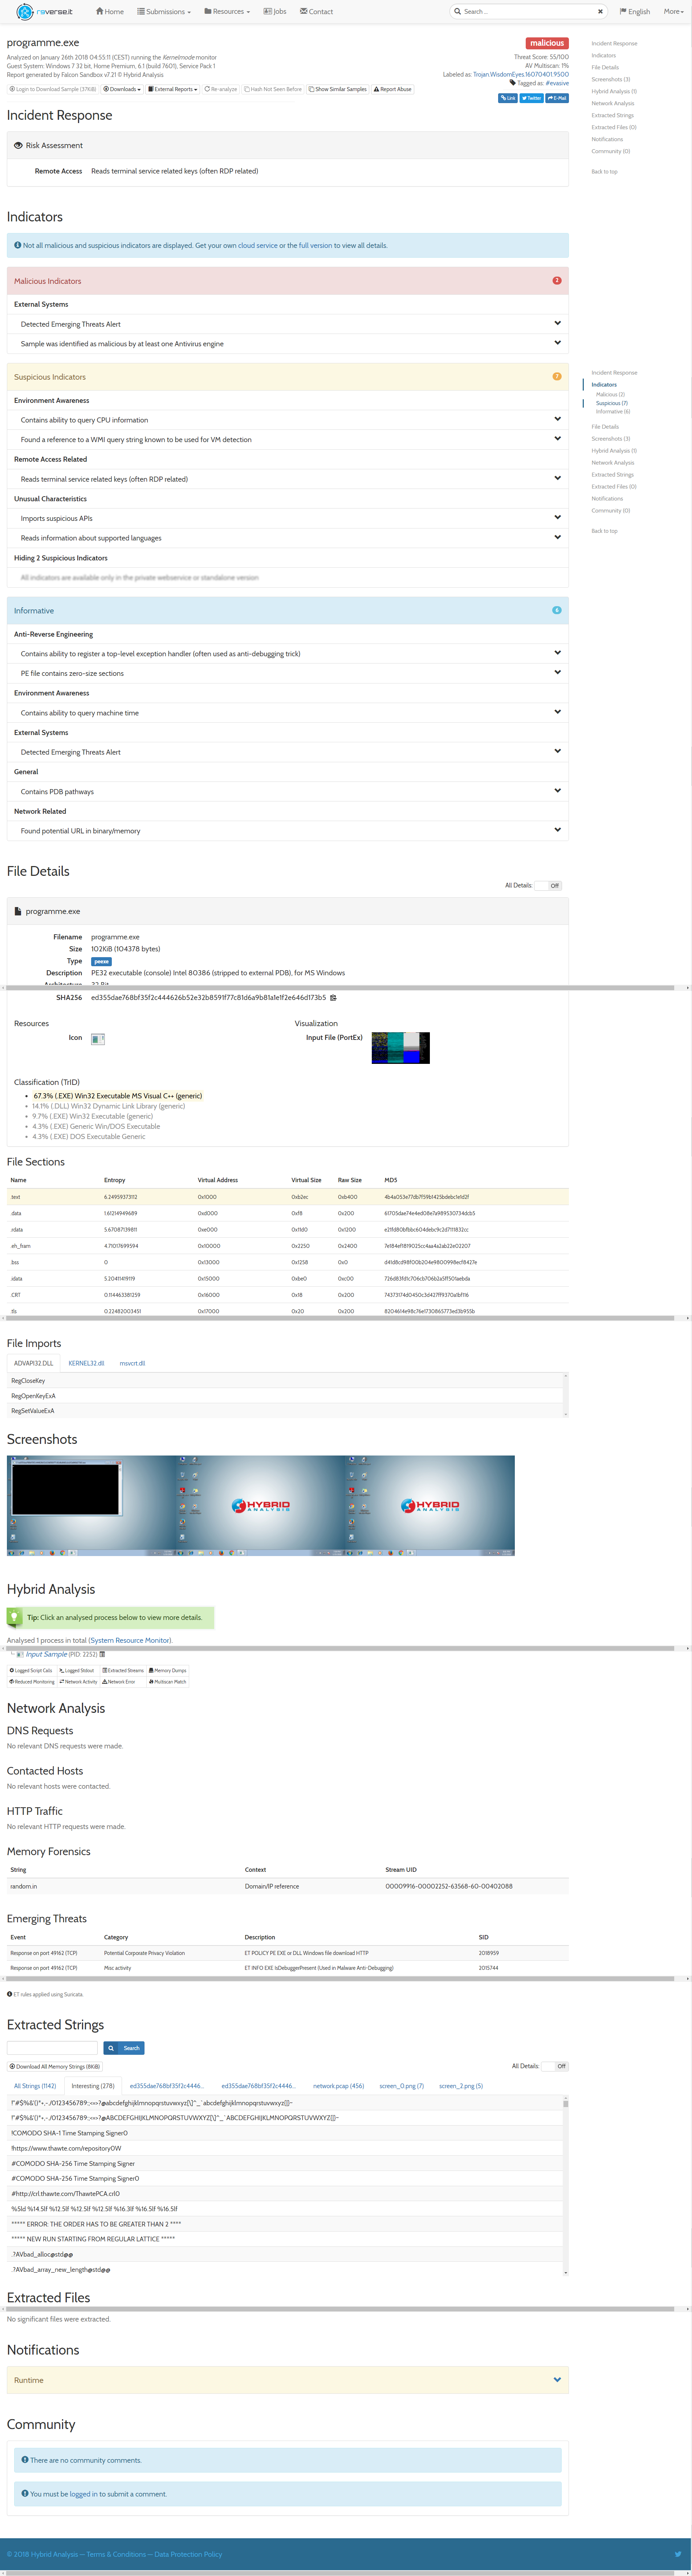 reverse.it
Home
Submissions
Resources
Jobs
Contact
Search...
English
More
programme.exe
malicious
Analyzed on January 26th 2018 04:55:11 (CEST) running the Kernelmode monitor
Guest System: Windows 7 32 bit, Home Premium, 6.1 (build 7601), Service Pack 1
Report generated by Falcon Sandbox v7.21 © Hybrid Analysis
Threat Score: 55/100
AV Multiscan: 1%
Labeled as: Trojan.WisdomEyes.16070401.9500
Tagged as: #evasive
Login to Download Sample (37KiB)
Downloads
External Reports
Re-analyze
Hash Not Seen Before
Show Similar Samples
Report Abuse
Link
Twitter
E-Mail
Incident Response
Indicators
File Details
Screenshots (3)
Hybrid Analysis (1)
Network Analysis
Extracted Strings
Extracted Files (0)
Notifications
Community (0)
Back to top
Incident Response
Risk Assessment
Remote Access Reads terminal service related keys (often RDP related)
Indicators
Not all malicious and suspicious indicators are displayed. Get your own cloud service or the full version to view all details.
Malicious Indicators 2
External Systems
Detected Emerging Threats Alert
Sample was identified as malicious by at least one Antivirus engine
Suspicious Indicators 7
Environment Awareness
Contains ability to query CPU information
Found a reference to a WMI query string known to be used for VM detection
Remote Access Related
Reads terminal service related keys (often RDP related)
Unusual Characteristics
Imports suspicious APIs
Reads information about supported languages
Hiding 2 Suspicious Indicators
All indicators are available only in the private webservice or standalone version
Incident Response
Indicators
Malicious (2)
Suspicious (7)
Informative (6)
File Details
Screenshots (3)
Hybrid Analysis (1)
Network Analysis
Extracted Strings
Extracted Files (0)
Notifications
Community (0)
Back to top
Informative 6
Anti-Reverse Engineering
Contains ability to register a top-level exception handler (often used as anti-debugging trick)
PE file contains zero-size sections
Environment Awareness
Contains ability to query machine time
External Systems
Detected Emerging Threats Alert
General
Contains PDB pathways
Network Related
Found potential URL in binary/memory
File Details
All Details: Off
programme.exe
Filename programme.exe
Size 102KiB (104378 bytes)
Type peexe
Description PE32 executable (console) Intel 80386 (stripped to external PDB), for MS Windows
Architecture 32 Bit
SHA256 ed355dae768bf35f2c444626b52e32b8591f77c81d6a9b81a1e1f2e646d173b5
Resources
Icon
Visualization
Input File (PortEx)
Classification (TrID)
67.3% (.EXE) Win32 Executable MS Visual C++ (generic)
14.1% (.DLL) Win32 Dynamic Link Library (generic)
9.7% (.EXE) Win32 Executable (generic)
4.3% (.EXE) Generic Win/DOS Executable
4.3% (.EXE) DOS Executable Generic
File Sections
Name Entropy Virtual Address Virtual Size Raw Size MD5
.text 6.24959373112 0x1000 0xb2ec 0xb400 4b4a053e77db7f59b1425bdebc1e1d2f
.data 1.61214949689 0xd000 0xf8 0x200 61705dae74e4ed08e7a989530734dcb5
.rdata 5.67087139811 0xe000 0x11d0 0x1200 e21fd80bfbbc604debc9c2d7111832cc
.eh_fram 4.71017699594 0x10000 0x2250 0x2400 7e184ef1819025cc4aa4a2ab22e02207
.bss 0 0x13000 0x1258 0x0 d41d8cd98f00b204e9800998ecf8427e
.idata 5.20411419119 0x15000 0xbe0 0xc00 726d83fd1c706cb706b2a5ff501aebda
.CRT 0.114463381259 0x16000 0x18 0x200 74373174d0450c3d427ff9370a1bf116
.tls 0.22482003451 0x17000 0x20 0x200 8204614e98c76e1730865773ed3b955b
File Imports
ADVAPI32.DLL KERNEL32.dll msvcrt.dll
RegCloseKey
RegOpenKeyExA
RegSetValueExA
Screenshots
HYBRID ANALYSIS
HYBRID ANALYSIS
Hybrid Analysis
Tip: Click an analysed process below to view more details.
Analysed 1 process in total (System Resource Monitor).
Input Sample (PID: 2252)
Logged Script Calls
Logged Stdout
Extracted Streams
Memory Dumps
Reduced Monitoring
Network Activity
Network Error
Multiscan Match
Network Analysis
DNS Requests
No relevant DNS requests were made.
Contacted Hosts
No relevant hosts were contacted.
HTTP Traffic
No relevant HTTP requests were made.
Memory Forensics
String Context Stream UID
random.in Domain/IP reference 00009916-00002252-63568-60-00402088
Emerging Threats
Event Category Description SID
Response on port 49162 (TCP) Potential Corporate Privacy Violation ET POLICY PE EXE or DLL Windows file download HTTP 2018959
Response on port 49162 (TCP) Misc activity ET INFO EXE IsDebuggerPresent (Used in Malware Anti-Debugging) 2015744
ET rules applied using Suricata
Extracted Strings
Search
Download All Memory Strings (8KiB)
All Details: Off
All Strings (1142) Interesting (278) ed355dae768bf35f2c4446... ed355dae768bf35f2c4446... network.pcap (456) screen_0.png (7) screen_2.png (5)
!"#$%&'()*+,-./0123456789:;<=>?@abcdefghijklmnopqrstuvwxyz[\]^_`abcdefghijklmnopqrstuvwxyz{|}~
!"#$%&'()*+,-./0123456789:;<=>?@ABCDEFGHIJKLMNOPQRSTUVWXYZ[\]^_`ABCDEFGHIJKLMNOPQRSTUVWXYZ{|}~
!COMODO SHA-1 Time Stamping Signer0
!https://www.thawte.com/repository0W
#COMODO SHA-256 Time Stamping Signer
#COMODO SHA-256 Time Stamping Signer0
#http://crl.thawte.com/ThawtePCA.crl0
%5ld %14.5lf %12.5lf %12.5lf %12.5lf %16.3lf %16.5lf %16.5lf
***** ERROR: THE ORDER HAS TO BE GREATER THAN 2 ****
***** NEW RUN STARTING FROM REGULAR LATTICE *****
.?AVbad_alloc@std@@
.?AVbad_array_new_length@std@@
Extracted Files
No significant files were extracted.
Notifications
Runtime
Community
There are no community comments.
You must be logged in to submit a comment.
© 2018 Hybrid Analysis — Terms & Conditions — Data Protection Policy